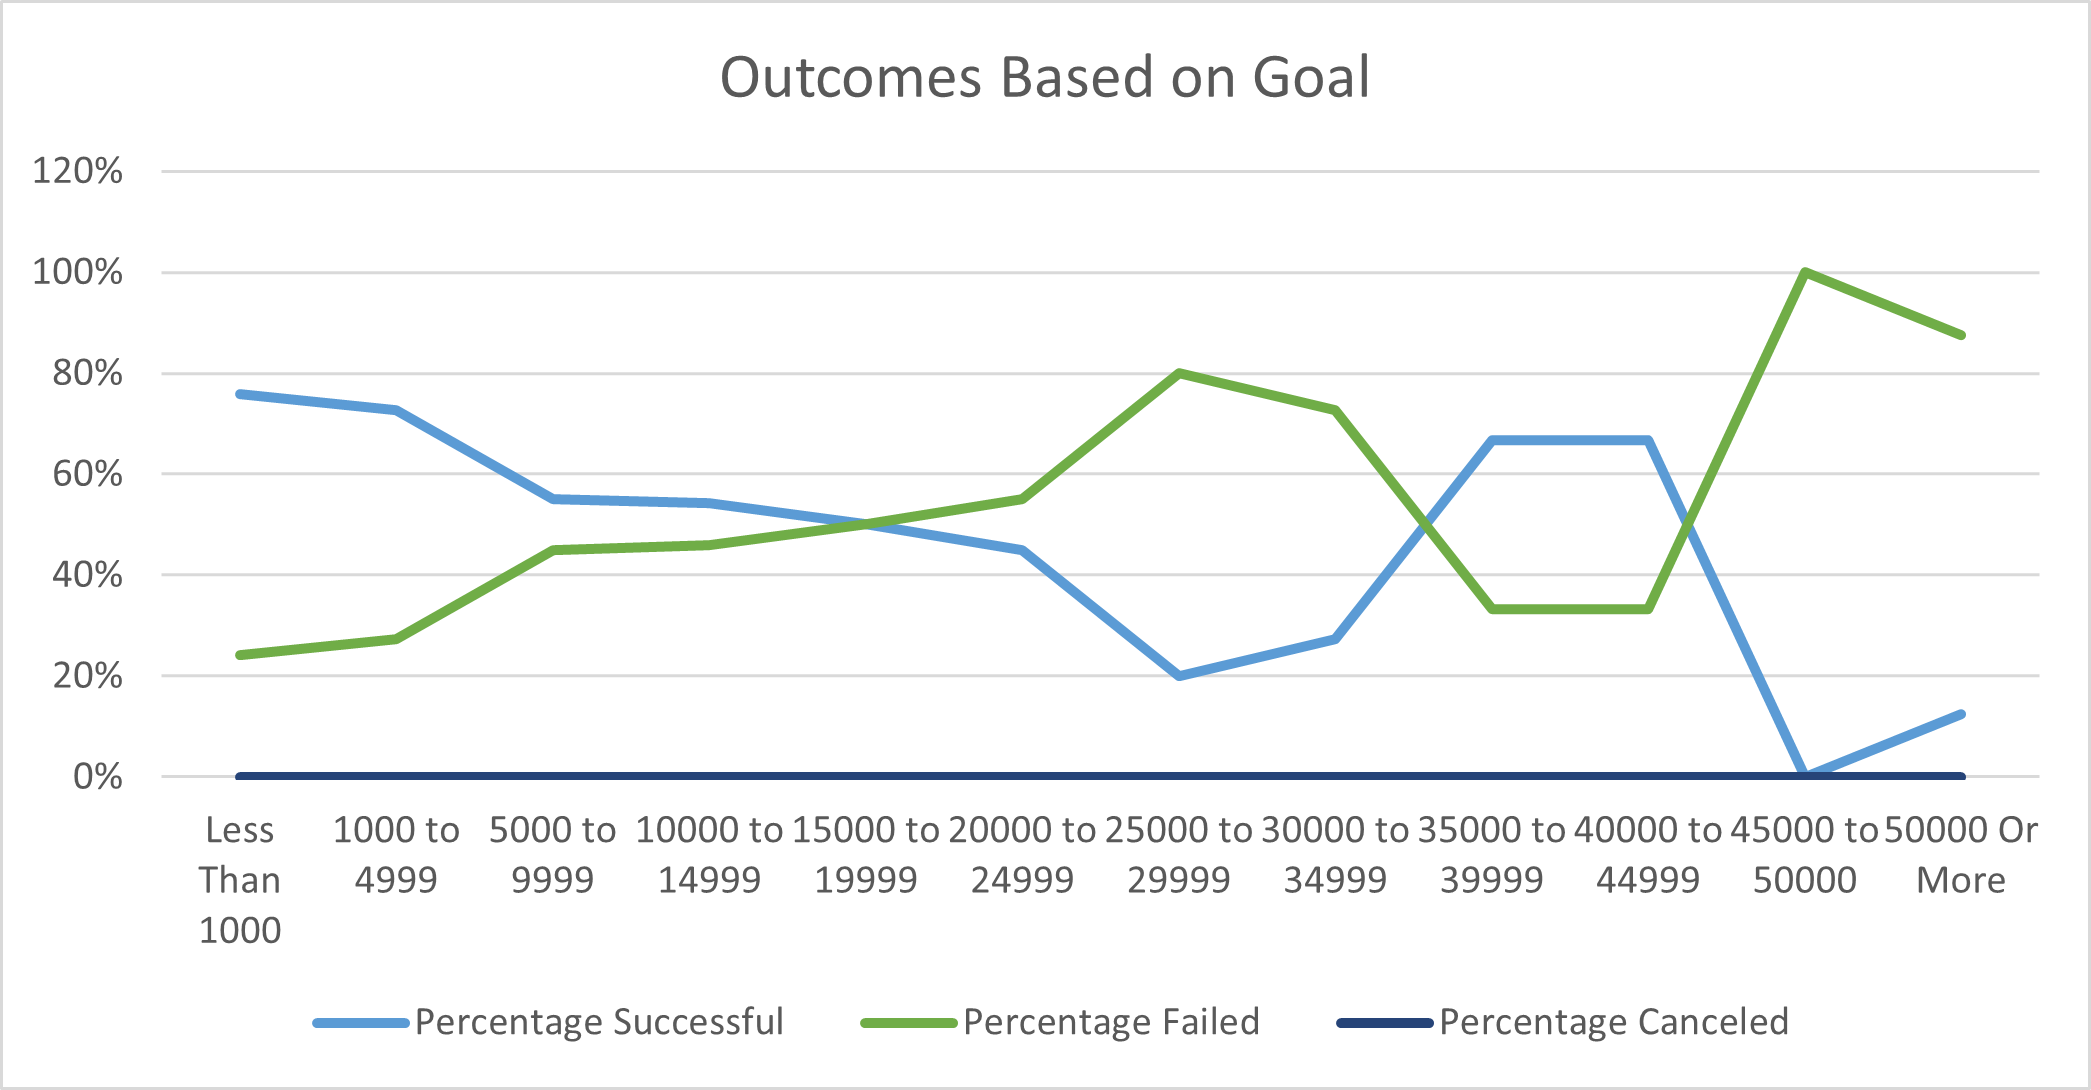 Outcomes Based on Goal
120%
100%
80%
60%
40%
20%
0%
Less Than 1000
1000 to 4999
5000 to 9999
10000 to 14999
15000 to 19999
20000 to 24999
25000 to 29999
30000 to 34999
35000 to 39999
40000 to 44999
45000 to 50000
50000 Or More
Percentage Successful
Percentage Failed
Percentage Canceled